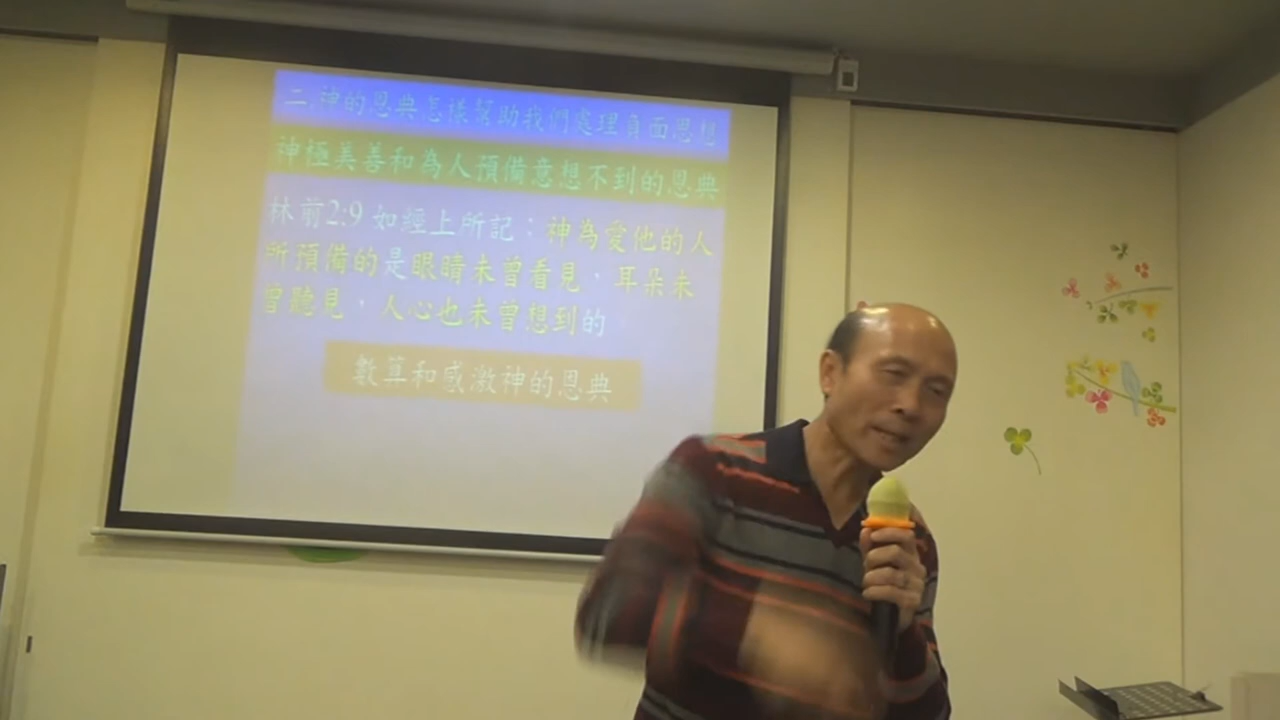 二.神的恩典怎樣幫助我們處理負面思想
神極美善和為人預備意想不到的恩典
林前2:9 如經上所記：神為愛他的人
所預備的是眼睛未曾看見，耳朵未
曾聽見，人心也未曾想到的
數算和感激神的恩典